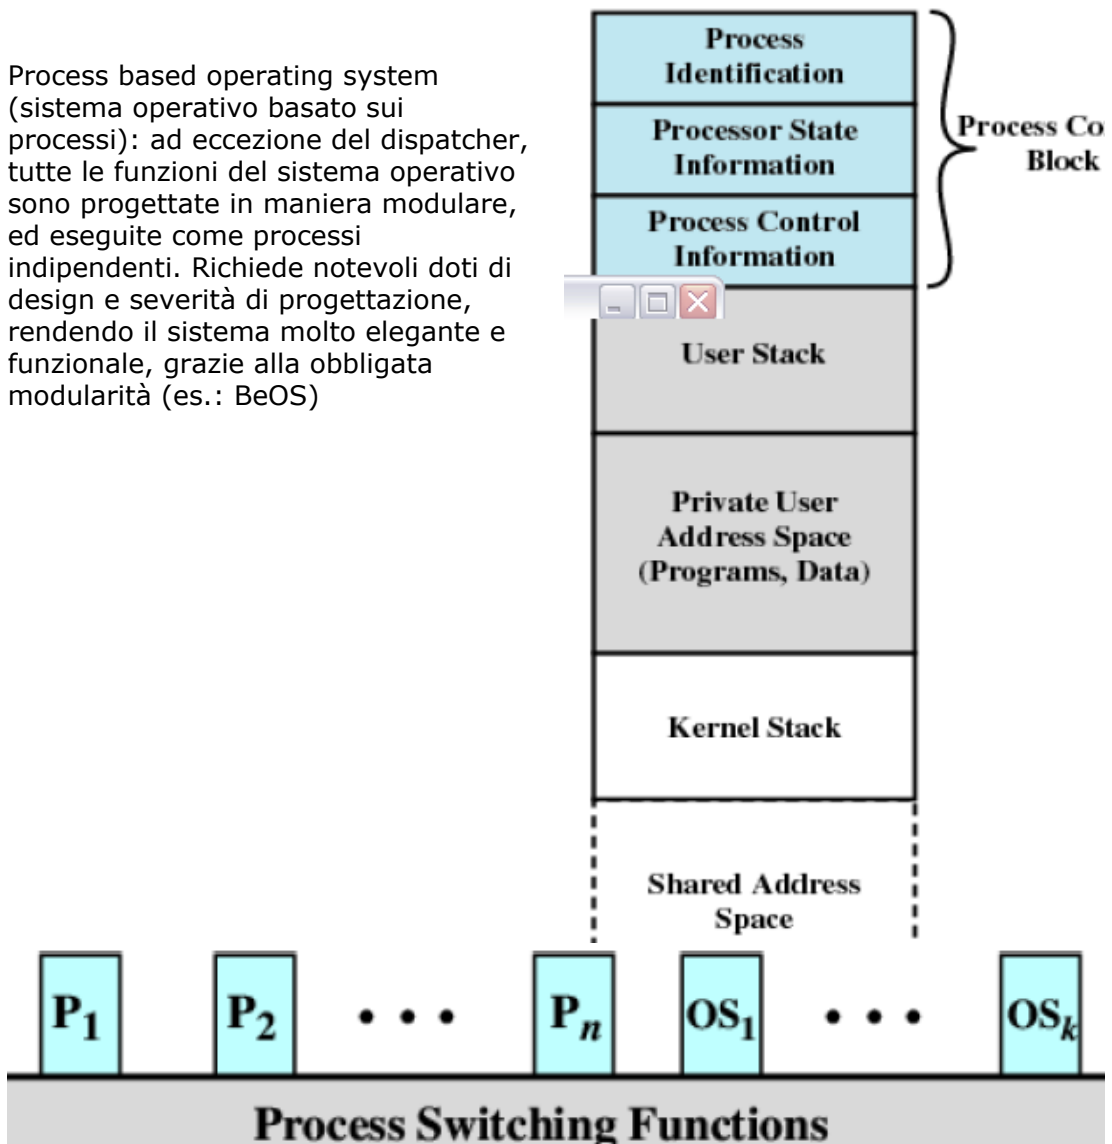 Process based operating system
(sistema operativo basato sui
processi): ad eccezione del dispatcher,
tutte le funzioni del sistema operativo
sono progettate in maniera modulare,
ed eseguite come processi
indipendenti. Richiede notevoli doti di
design e severità di progettazione,
rendendo il sistema molto elegante e
funzionale, grazie alla obbligata
modularità (es.: BeOS)
Process
Identification
Processor State
Information
Process Control
Information
Process Co
Block
User Stack
Private User
Address Space
(Programs, Data)
Kernel Stack
Shared Address
Space
P1 P2 • • • Pn OS1 • • • OSk
Process Switching Functions